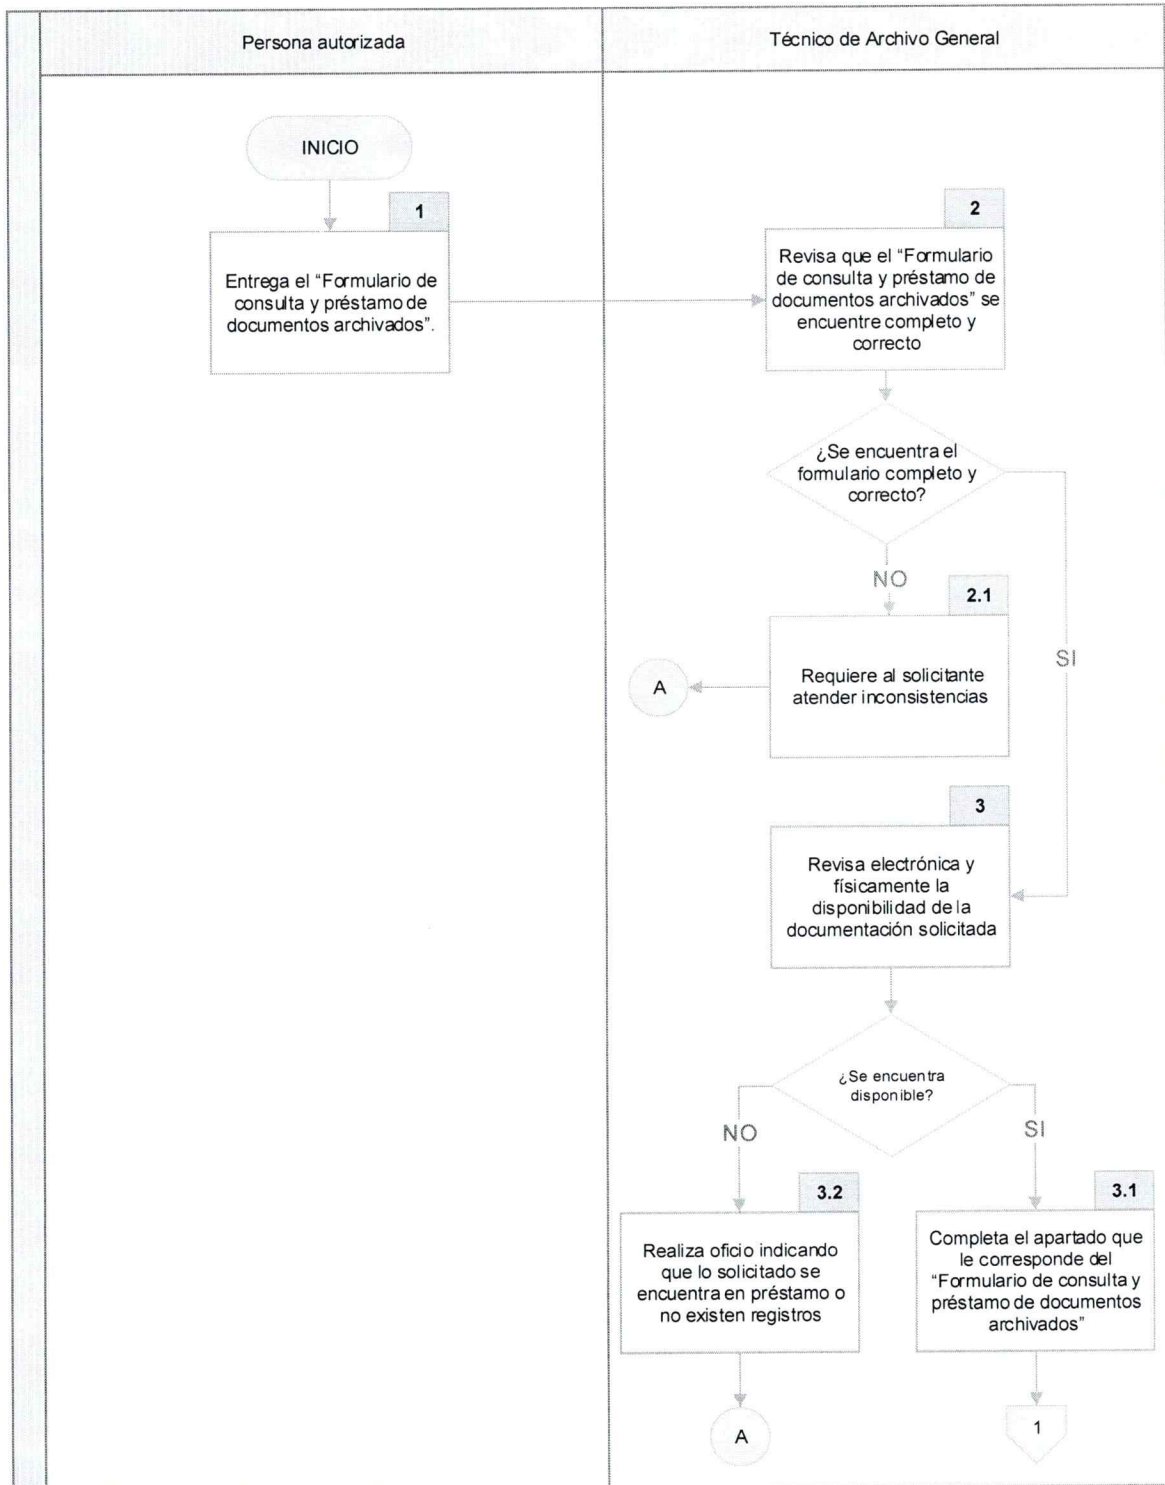 Persona autorizada
Técnico de Archivo General
INICIO
1
Entrega el “Formulario de
consulta y préstamo de
documentos archivados”.
2
Revisa que el “Formulario
de consulta y préstamo de
documentos archivados” se
encuentre completo y
correcto
¿Se encuentra el
formulario completo y
correcto?
NO
SI
2.1
Requiere al solicitante
atender inconsistencias
A
3
Revisa electrónica y
físicamente la
disponibilidad de la
documentación solicitada
¿Se encuentra
disponible?
NO
SI
3.2
Realiza oficio indicando
que lo solicitado se
encuentra en préstamo o
no existen registros
A
3.1
Completa el apartado que
le corresponde del
“Formulario de consulta y
préstamo de documentos
archivados”
1